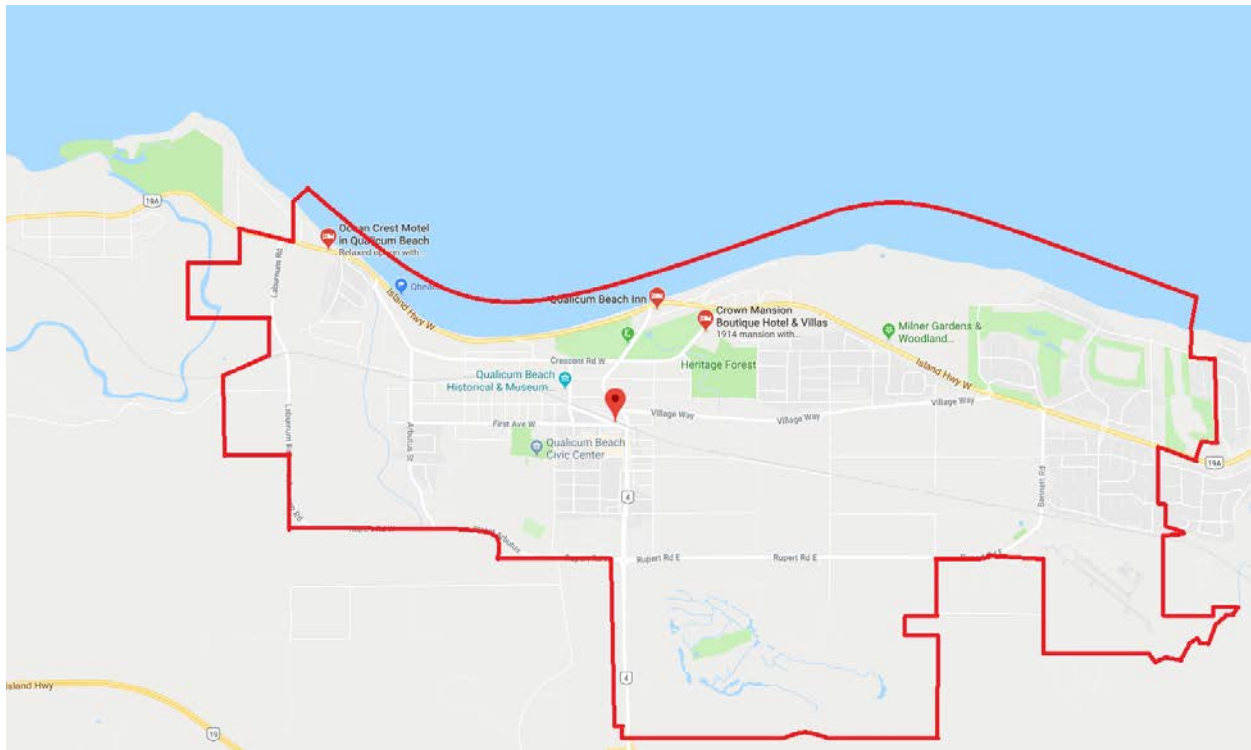 19A
Ocean Crest Motel
in Qualicum Beach
Relaxed option with...
Laburnum Rd
Island Hwy W
Qualicum Beach Inn
Crown Mansion
Boutique Hotel & Villas
1914 mansion with...
Milner Gardens &
Woodland...
Crescent Rd W
Island Hwy W
Heritage Forest
Qualicum Beach
Historical & Museum...
Village Way
Village Way
Village Way
Laburnum Rd
Arbutus St
First Ave W
Qualicum Beach
Civic Center
19A
Bennett Rd
4
Rupert Rd E
Rupert Rd E
4
Island Hwy
19